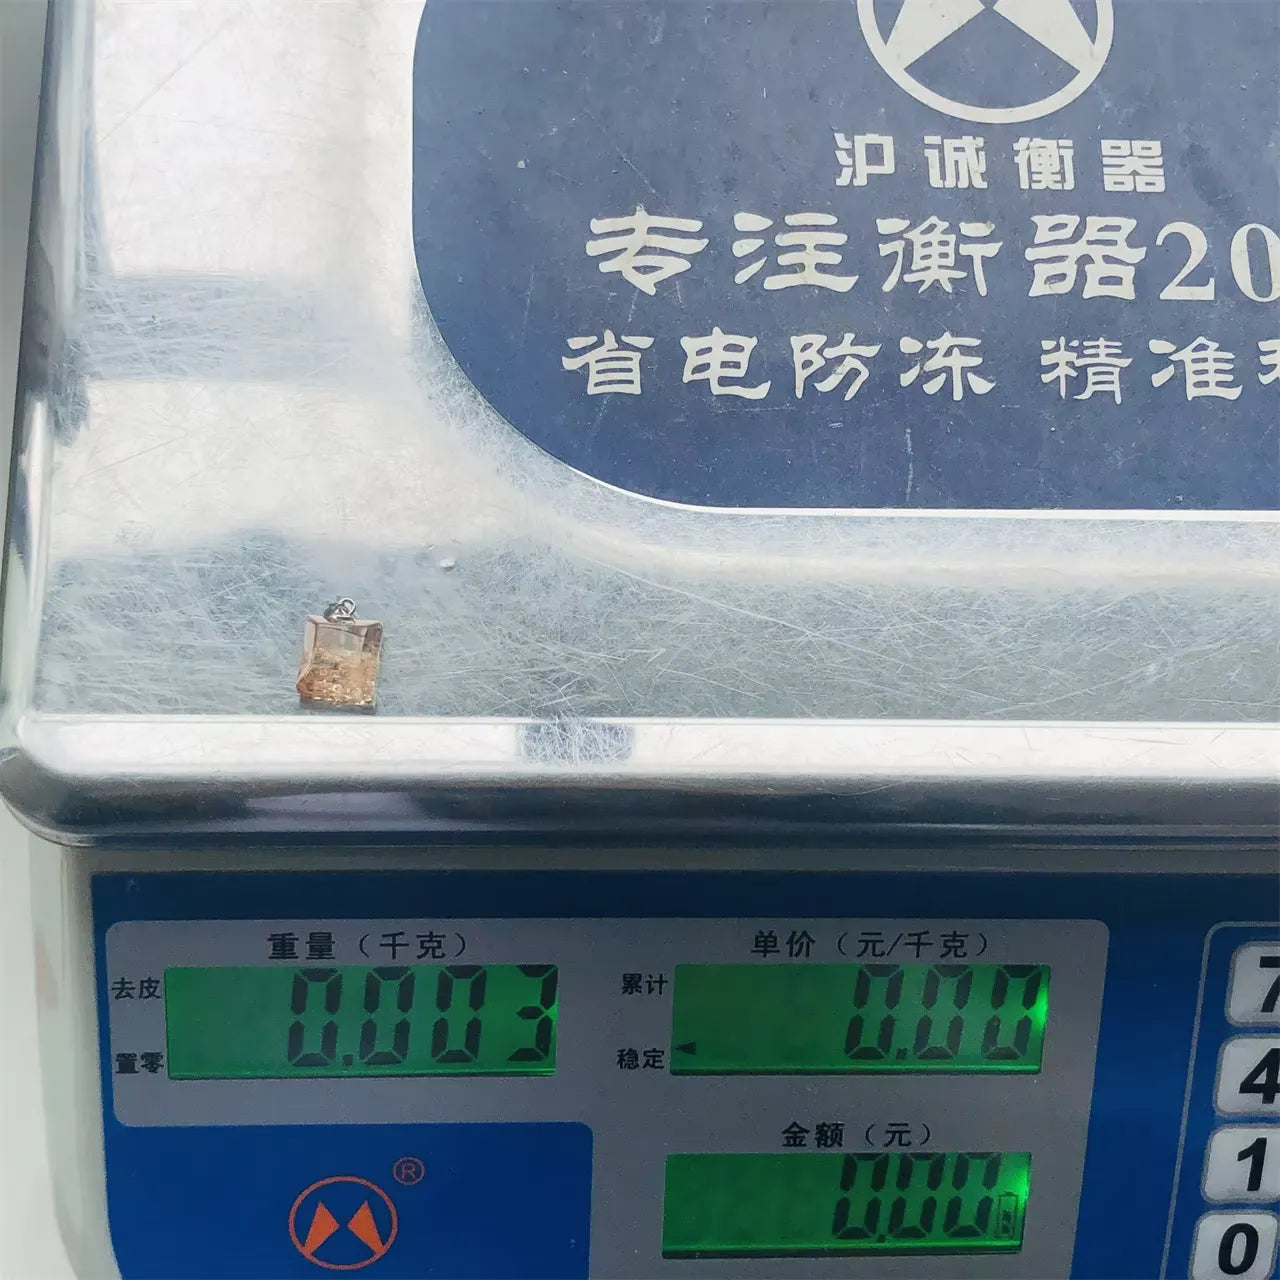 沪诚衡器
专注衡器20
省电防冻 精准
重量（千克）
去皮
置零
0.003
单价（元/千克）
累计
稳定
0.00
金额（元）
0.00
®
7
4
1
0